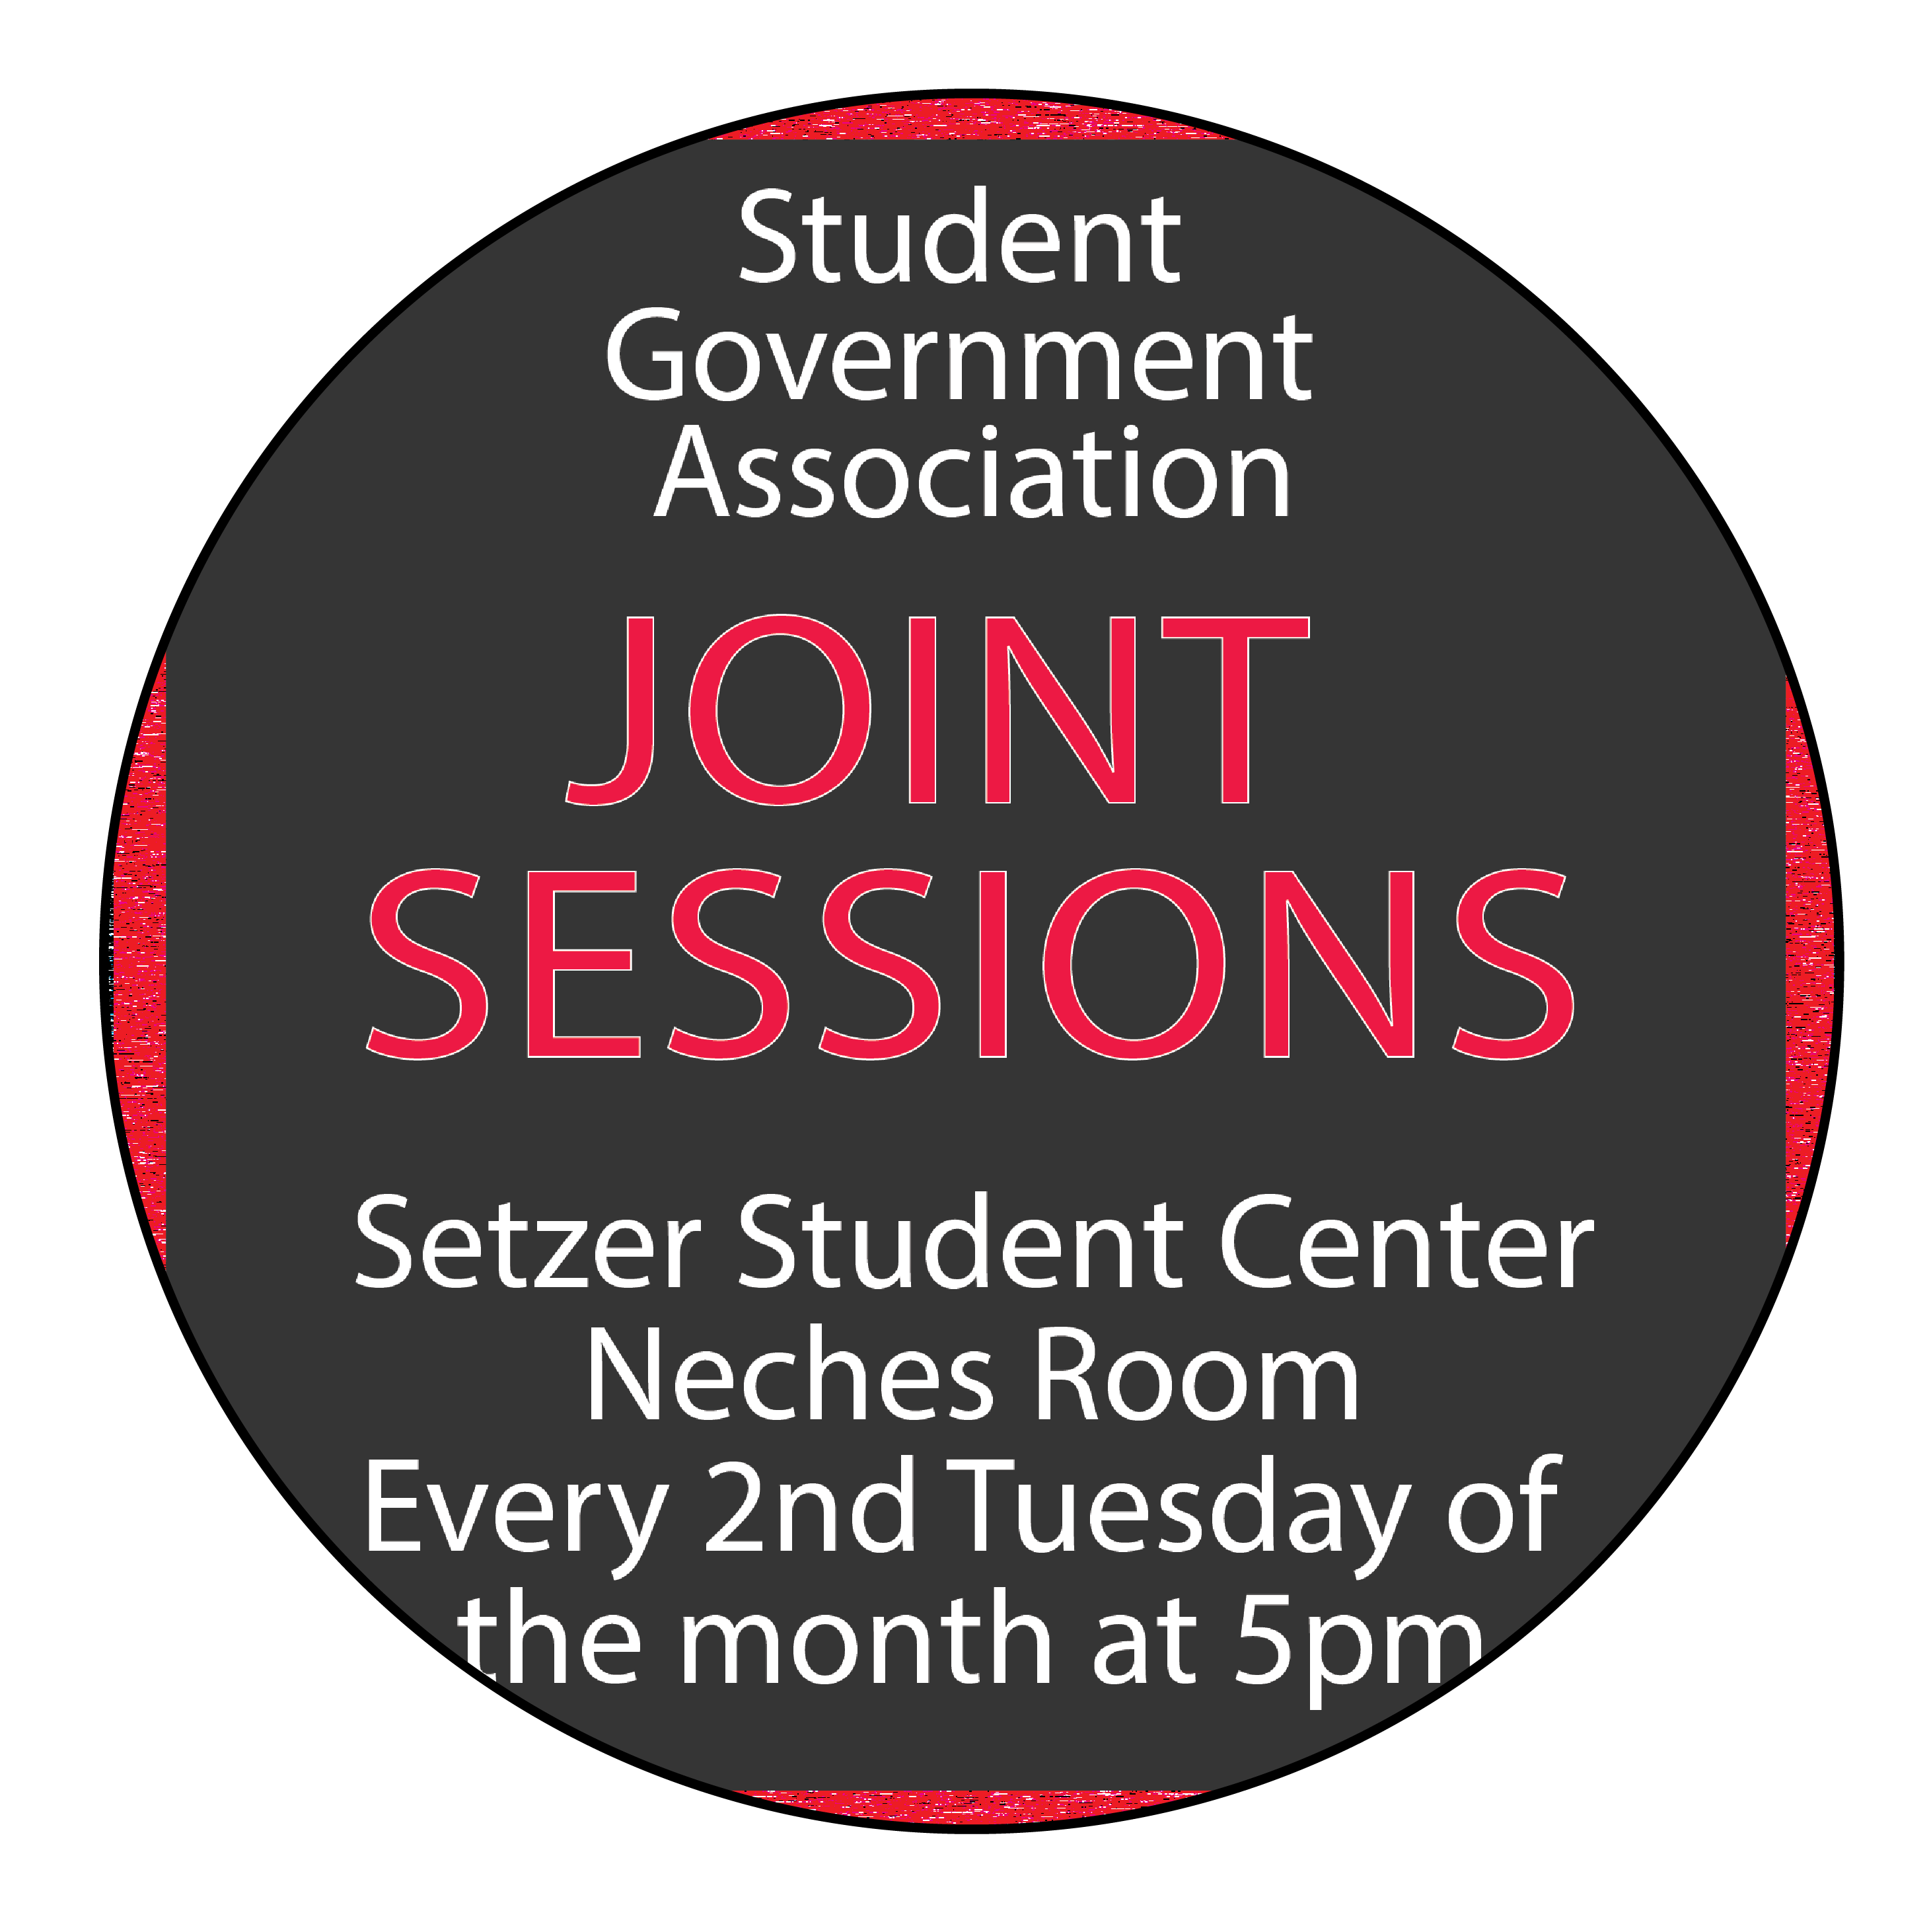 Student
Government
Association
JOINT
SESSIONS
Setzer Student Center
Neches Room
Every 2nd Tuesday of
the month at 5pm